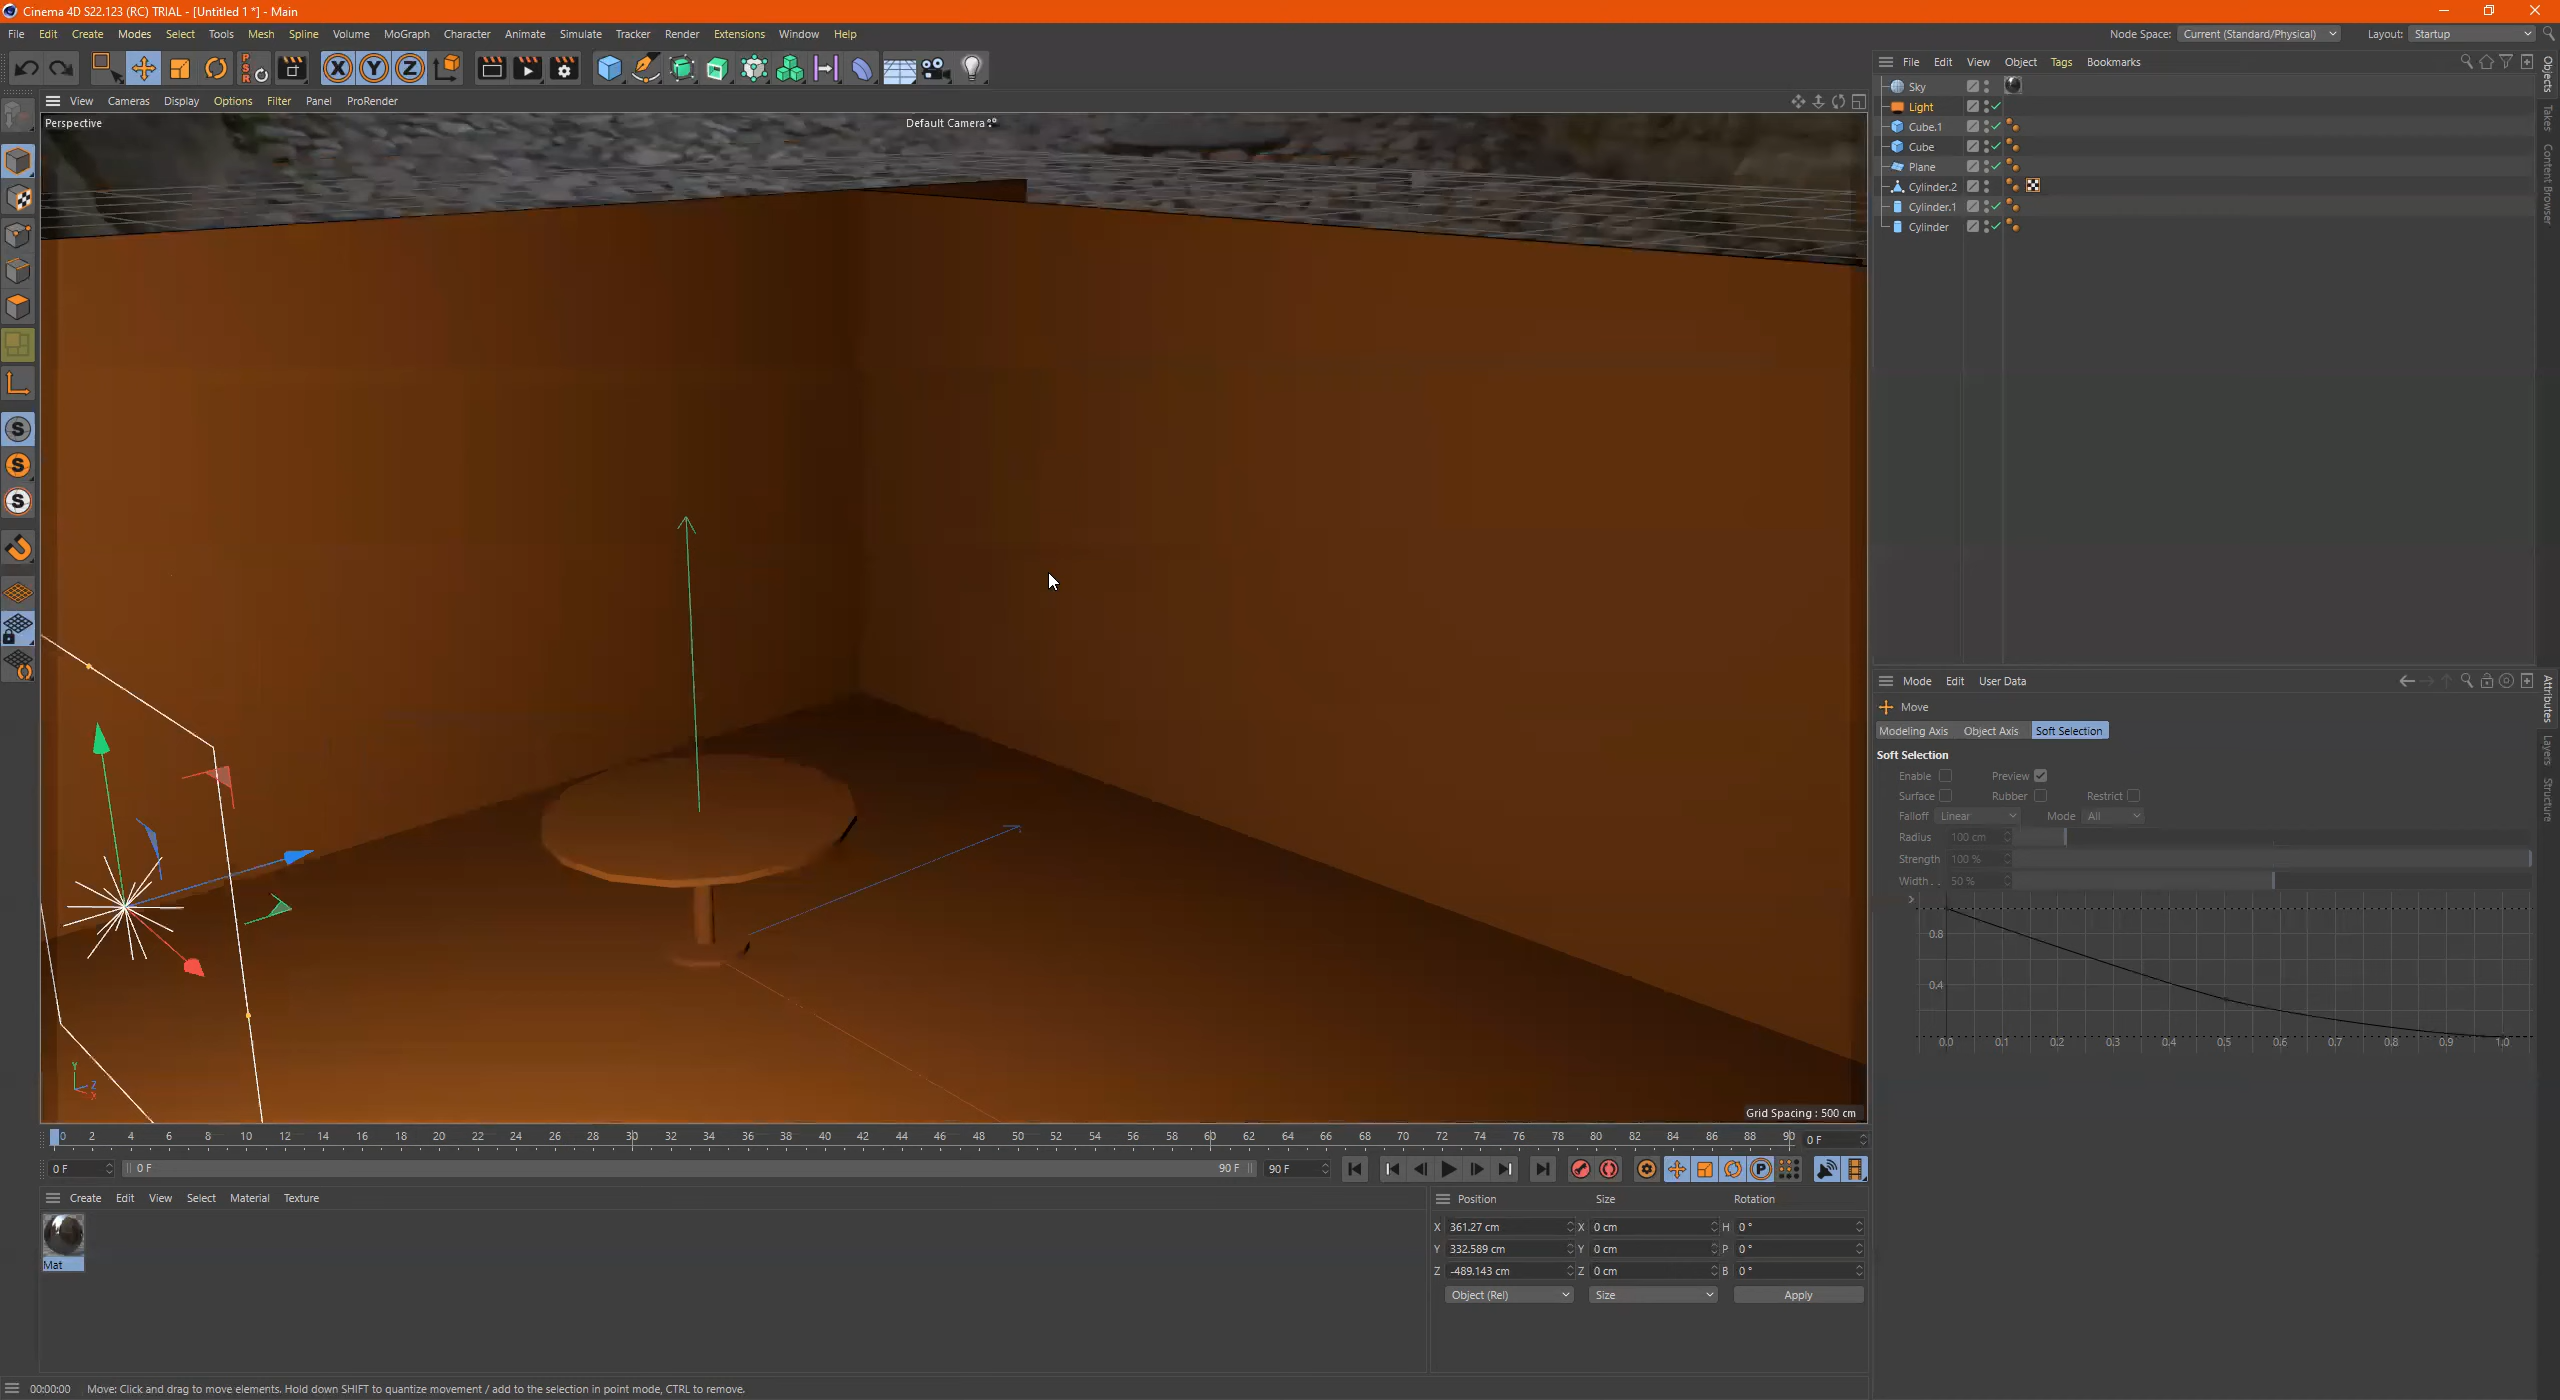 Cinema 4D S22.123 (RC) TRIAL - [Untitled 1 *] - Main
File Edit Create Modes Select Tools Mesh Spline Volume MoGraph Character Animate Simulate Tracker Render Extensions Window Help
Node Space: Current (Standard/Physical) Layout: Startup
PSR X Y Z
View Cameras Display Options Filter Panel ProRender
Perspective
Default Camera
S
S
S
Y
Z
X
Grid Spacing : 500 cm
File Edit View Object Tags Bookmarks
Sky
Light
Cube.1
Cube
Plane
Cylinder.2
Cylinder.1
Cylinder
Objects
Takes
Content Browser
Mode Edit User Data
Move
Modeling Axis Object Axis Soft Selection
Soft Selection
Enable Preview
Surface Rubber Restrict
Falloff Linear Mode All
Radius 100 cm
Strength 100 %
Width . . 50 %
0.8
0.4
0.0 0.1 0.2 0.3 0.4 0.5 0.6 0.7 0.8 0.9 1.0
Attributes
Layers
Structure
0 2 4 6 8 10 12 14 16 18 20 22 24 26 28 30 32 34 36 38 40 42 44 46 48 50 52 54 56 58 60 62 64 66 68 70 72 74 76 78 80 82 84 86 88 90 0 F
0 F 0 F 90 F 90 F P
Create Edit View Select Material Texture
Mat
Position Size Rotation
X 361.27 cm X 0 cm H 0 °
Y 332.589 cm Y 0 cm P 0 °
Z -489.143 cm Z 0 cm B 0 °
Object (Rel) Size Apply
00:00:00 Move: Click and drag to move elements. Hold down SHIFT to quantize movement / add to the selection in point mode, CTRL to remove.